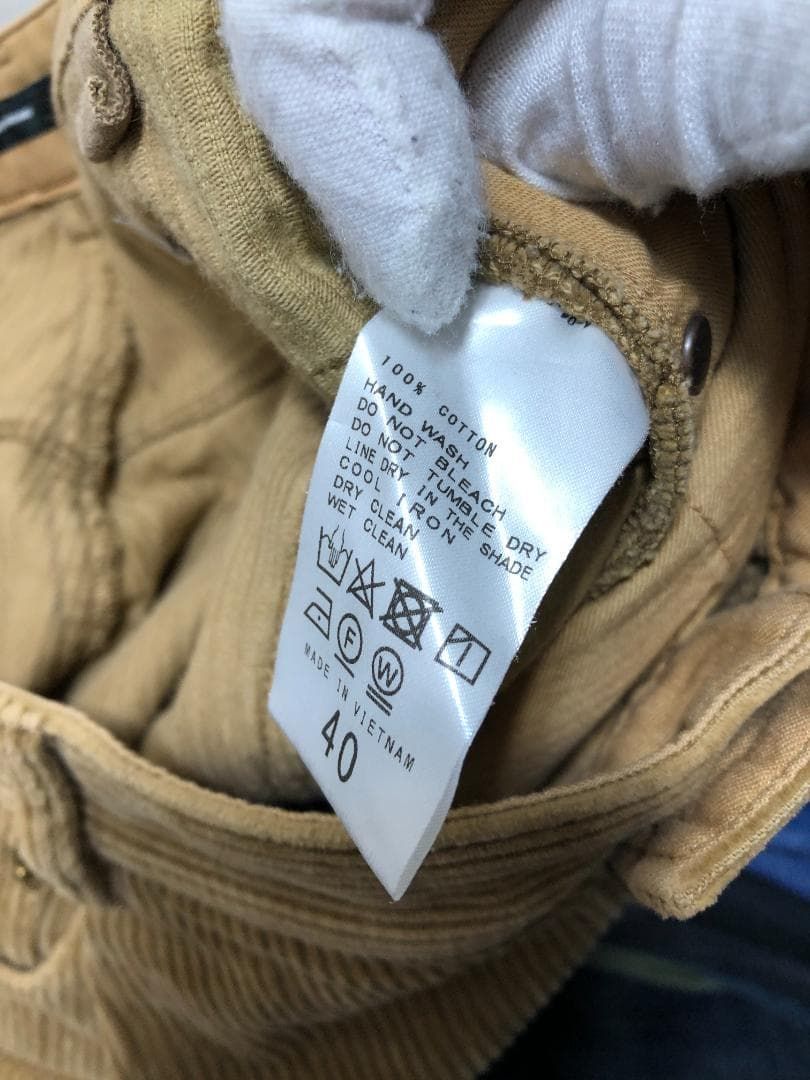 100% COTTON
HAND WASH
DO NOT BLEACH
DO NOT TUMBLE DRY
LINE DRY IN THE SHADE
COOL IRON
DRY CLEAN
WET CLEAN
F
W
MADE IN VIETNAM
40